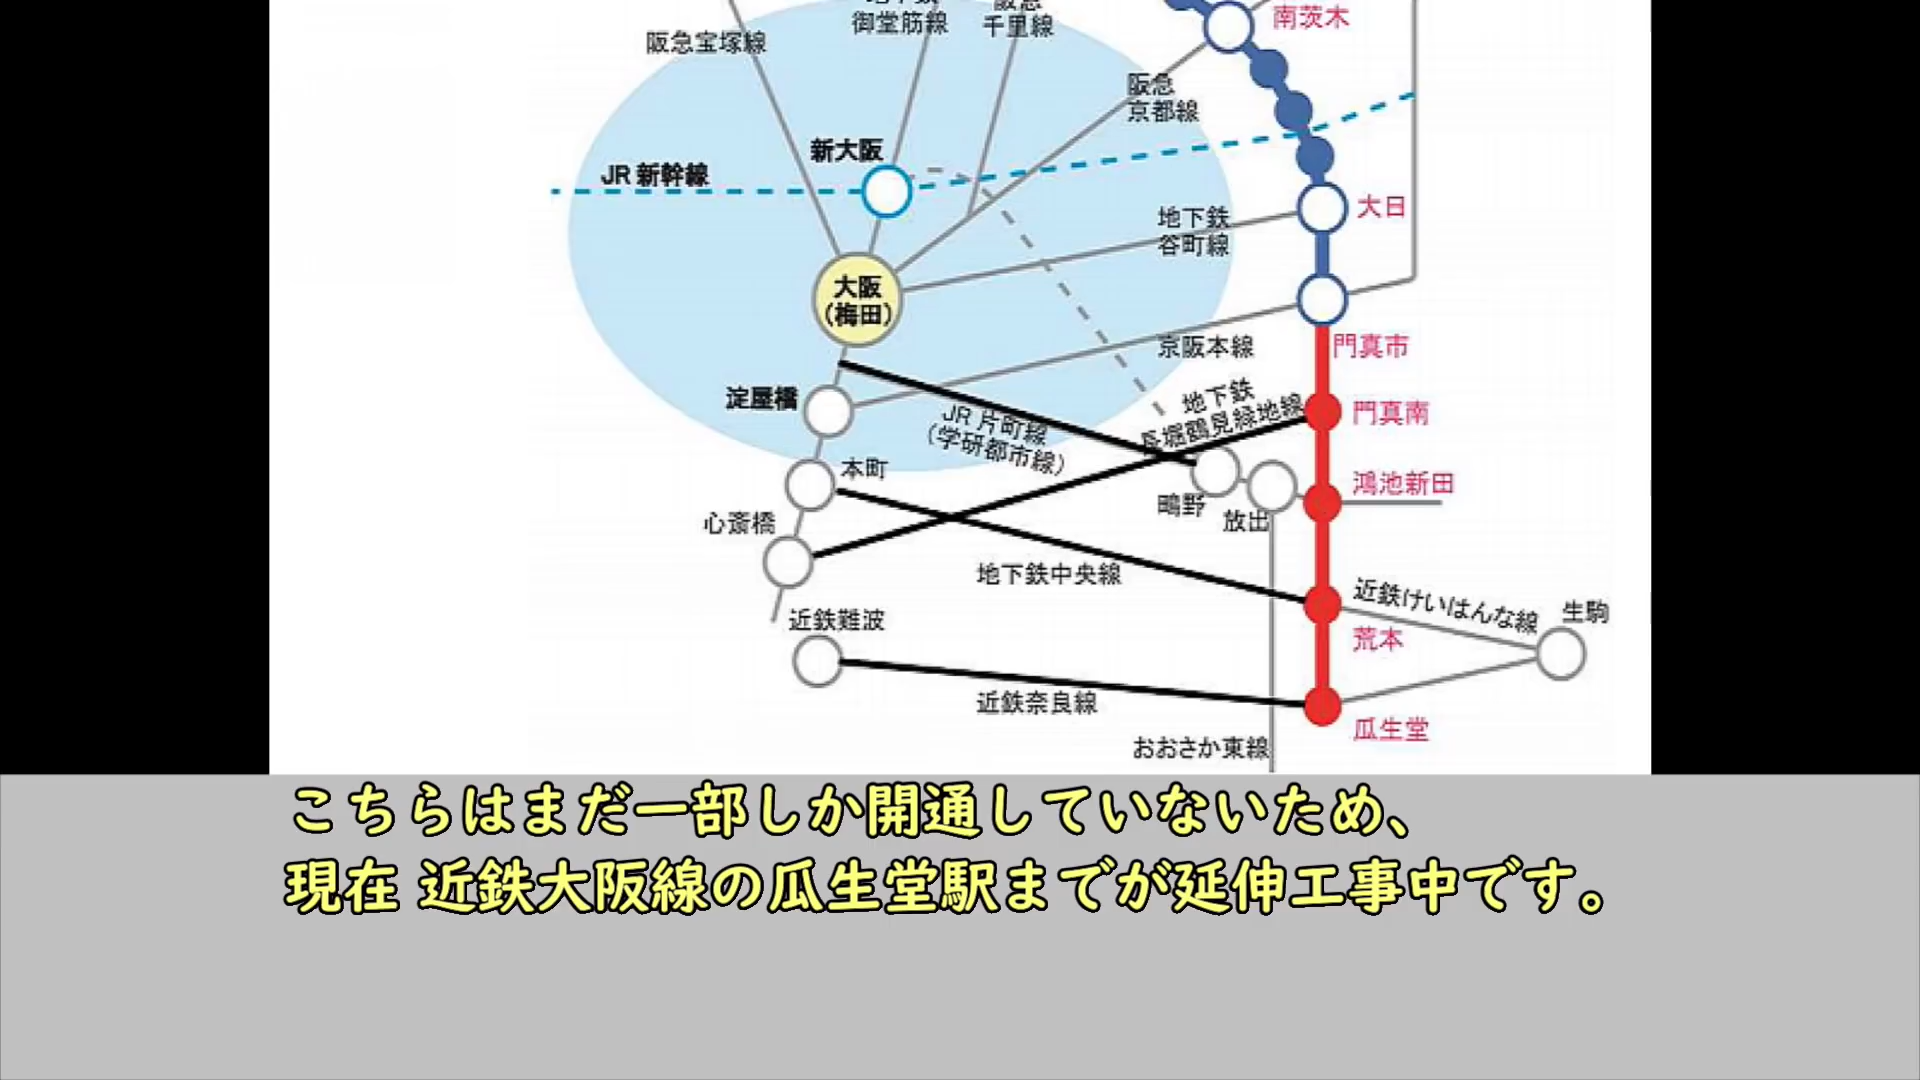 御堂筋線
千里線
南茨木
阪急宝塚線
阪急
京都線
新大阪
JR 新幹線
大日
地下鉄
谷町線
大阪
(梅田)
門真市
京阪本線
淀屋橋
地下鉄
長堀鶴見緑地線
門真南
JR 片町線
(学研都市線)
本町
鴻池新田
鴫野
放出
心斎橋
地下鉄中央線
近鉄けいはんな線
生駒
近鉄難波
荒本
近鉄奈良線
瓜生堂
おおさか東線
こちらはまだ一部しか開通していないため、
現在 近鉄大阪線の瓜生堂駅までが延伸工事中です。